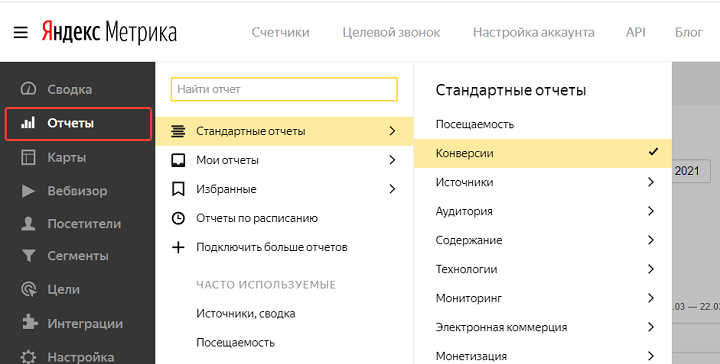 Яндекс Метрика
Счетчики Целевой звонок Настройка аккаунта API Блог
Сводка
Отчеты
Карты
Вебвизор
Посетители
Сегменты
Цели
Интеграции
Настройка
Найти отчет
Стандартные отчеты
Мои отчеты
Избранные
Отчеты по расписанию
Подключить больше отчетов
ЧАСТО ИСПОЛЬЗУЕМЫЕ
Источники, сводка
Посещаемость
Стандартные отчеты
Посещаемость
Конверсии
Источники
Аудитория
Содержание
Технологии
Мониторинг
Электронная коммерция
Монетизация
2021
.03 — 22.0